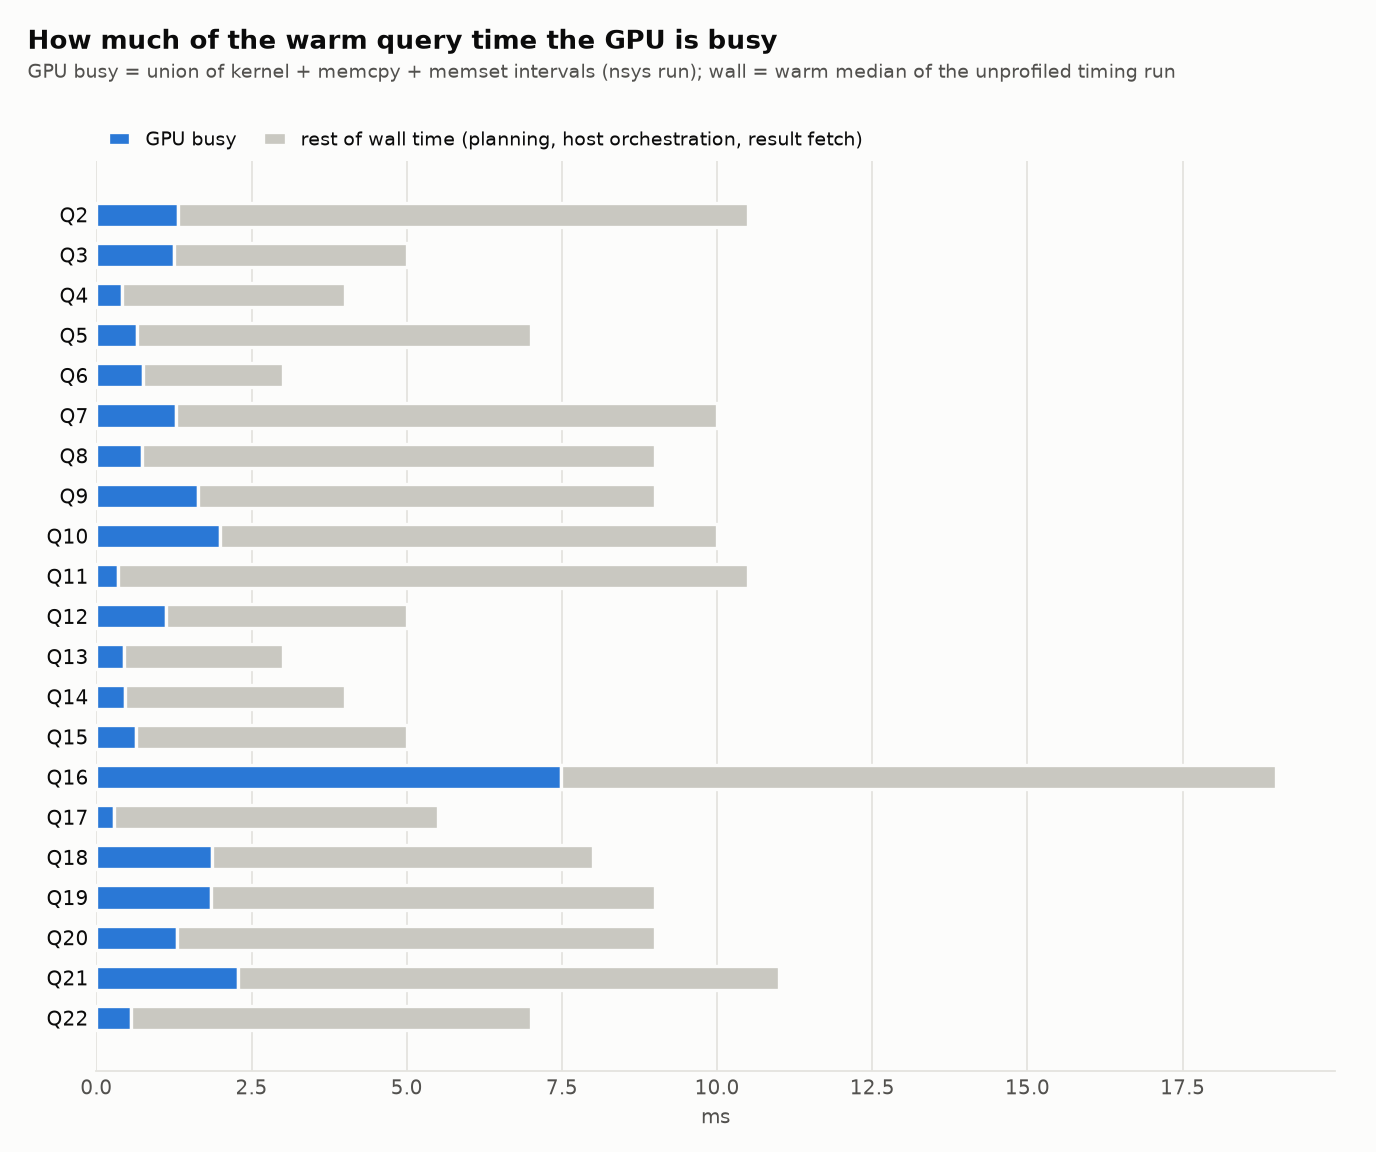 How much of the warm query time the GPU is busy
GPU busy = union of kernel + memcpy + memset intervals (nsys run); wall = warm median of the unprofiled timing run
GPU busy
rest of wall time (planning, host orchestration, result fetch)
Q2
Q3
Q4
Q5
Q6
Q7
Q8
Q9
Q10
Q11
Q12
Q13
Q14
Q15
Q16
Q17
Q18
Q19
Q20
Q21
Q22
0.0 2.5 5.0 7.5 10.0 12.5 15.0 17.5
ms